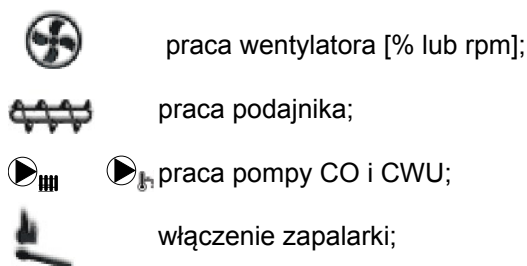 praca wentylatora [% lub rpm];
praca podajnika;
praca pompy CO i CWU;
włączenie zapalarki;